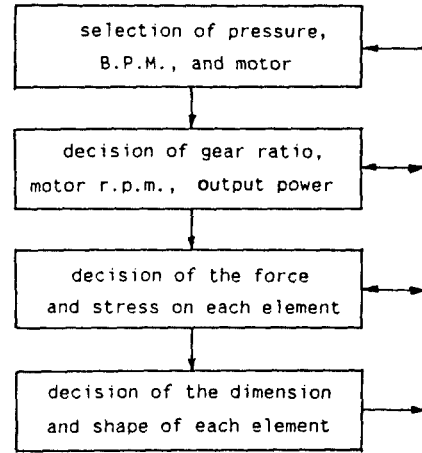 selection of pressure,
B.P.M., and motor
decision of gear ratio,
motor r.p.m., Output power
decision of the force
and stress on each element
decision of the dimension
and shape of each element